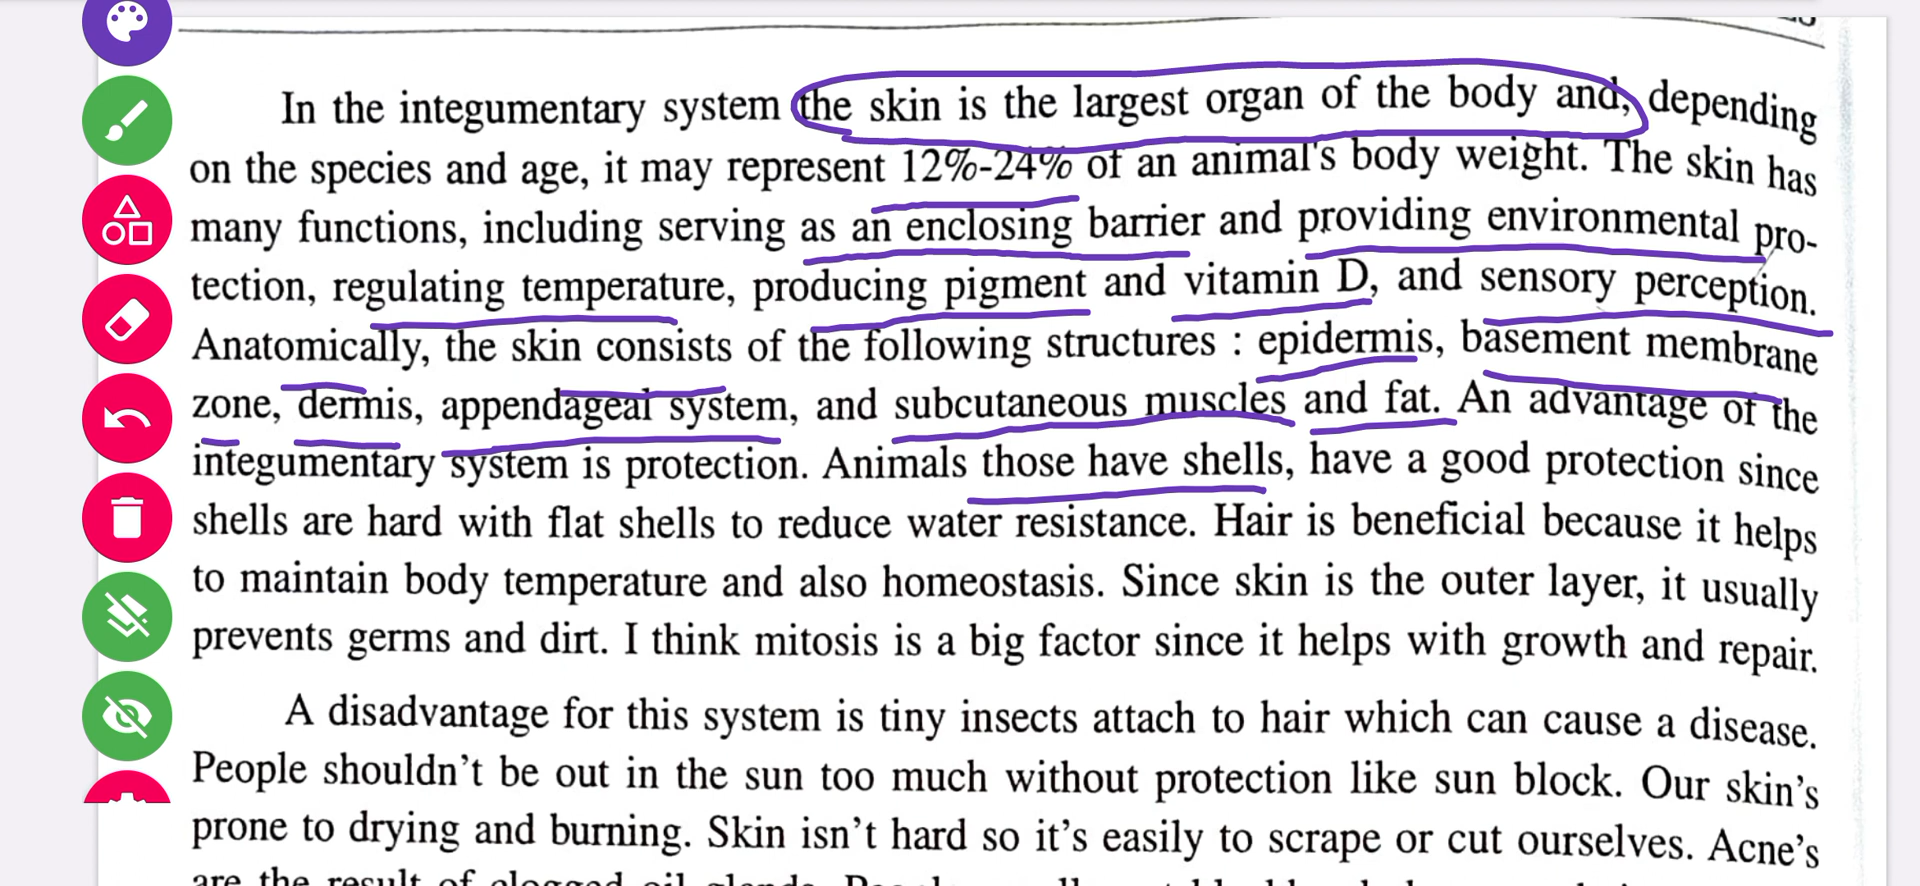 In the integumentary system the skin is the largest organ of the body and, depending
on the species and age, it may represent 12%-24% of an animal's body weight. The skin has
many functions, including serving as an enclosing barrier and providing environmental pro-
tection, regulating temperature, producing pigment and vitamin D, and sensory perception.
Anatomically, the skin consists of the following structures : epidermis, basement membrane
zone, dermis, appendageal system, and subcutaneous muscles and fat. An advantage of the
integumentary system is protection. Animals those have shells, have a good protection since
shells are hard with flat shells to reduce water resistance. Hair is beneficial because it helps
to maintain body temperature and also homeostasis. Since skin is the outer layer, it usually
prevents germs and dirt. I think mitosis is a big factor since it helps with growth and repair.
A disadvantage for this system is tiny insects attach to hair which can cause a disease.
People shouldn't be out in the sun too much without protection like sun block. Our skin's
prone to drying and burning. Skin isn't hard so it's easily to scrape or cut ourselves. Acne's
are the result of clogged oil glands.